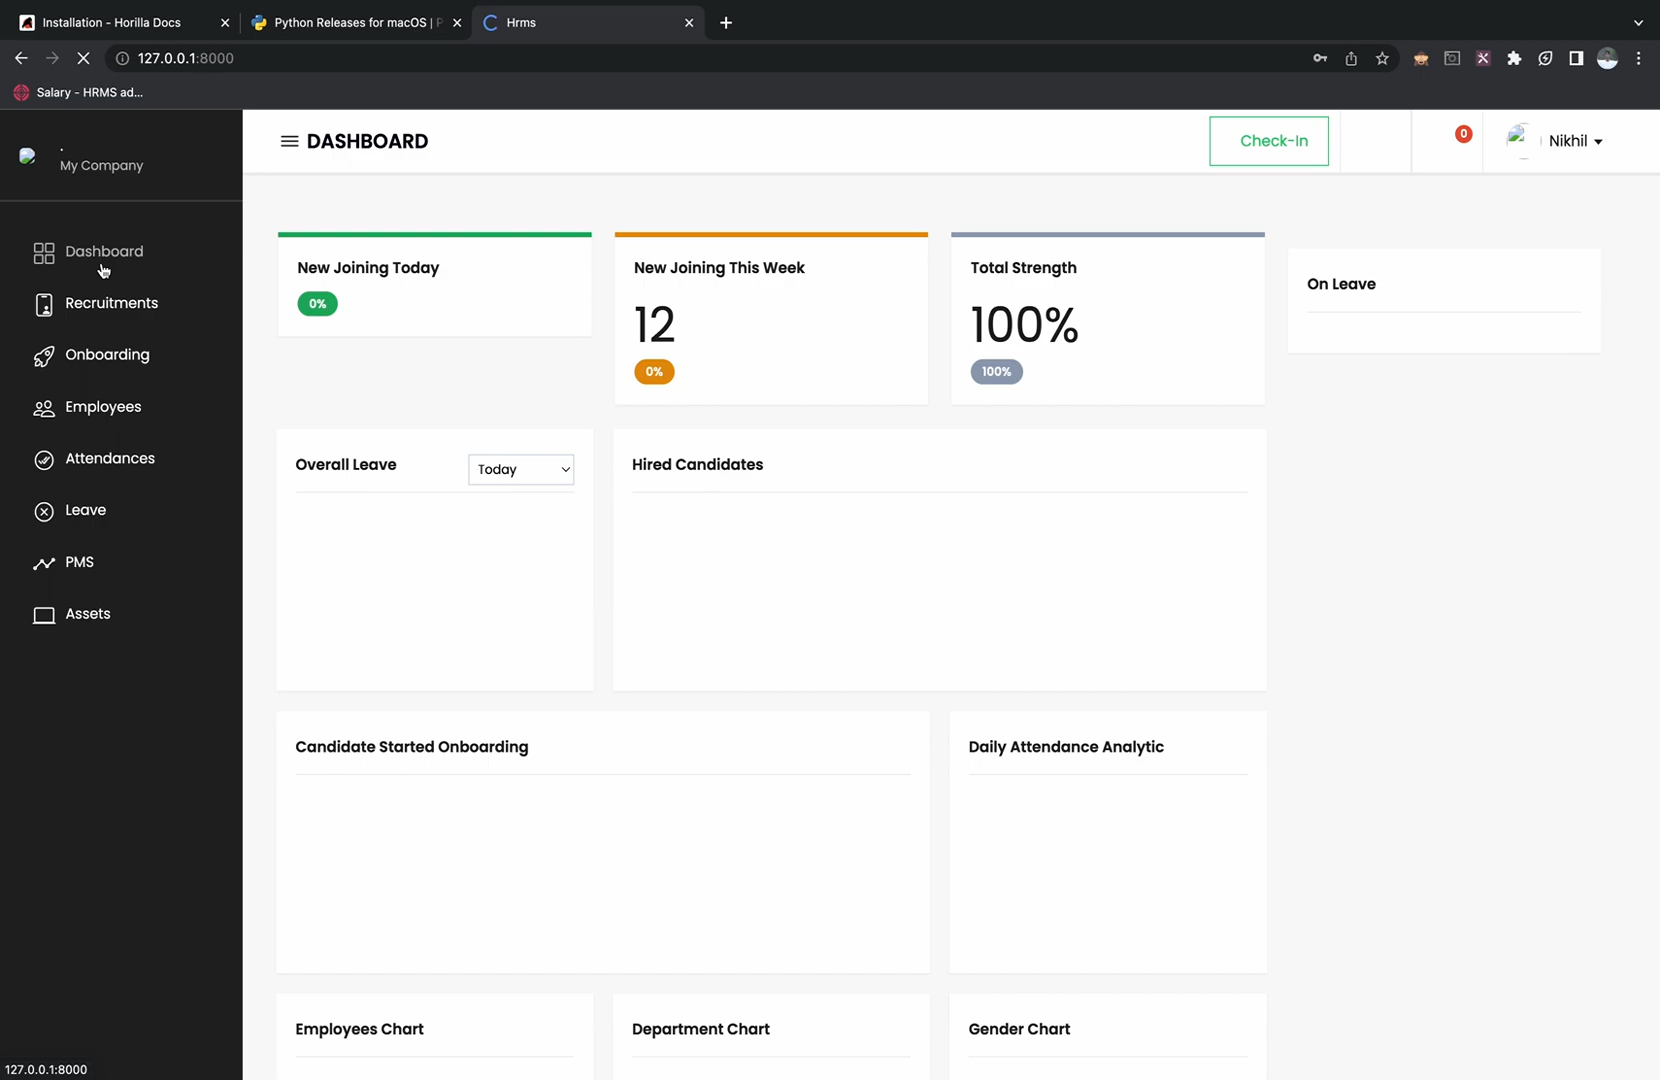 Installation - Horilla Docs
Python Releases for macOS | P
Hrms
127.0.0.1:8000
Salary - HRMS ad...
.
My Company
DASHBOARD
Check-In
0
Nikhil
Dashboard
Recruitments
Onboarding
Employees
Attendances
Leave
PMS
Assets
New Joining Today
0%
New Joining This Week
12
0%
Total Strength
100%
100%
On Leave
Overall Leave
Today
Hired Candidates
Candidate Started Onboarding
Daily Attendance Analytic
Employees Chart
Department Chart
Gender Chart
127.0.0.1:8000